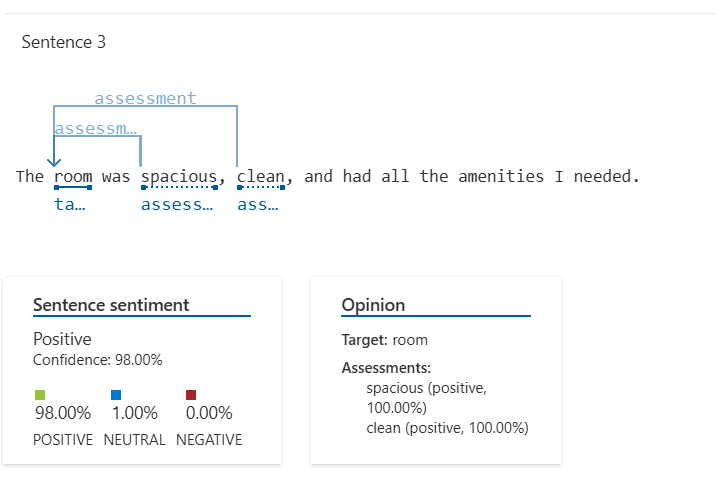 Sentence 3
assessment
assessm…
The room was spacious, clean, and had all the amenities I needed.
ta… assess… ass…
Sentence sentiment
Positive
Confidence: 98.00%
98.00% 1.00% 0.00%
POSITIVE NEUTRAL NEGATIVE
Opinion
Target: room
Assessments:
spacious (positive,
100.00%)
clean (positive, 100.00%)